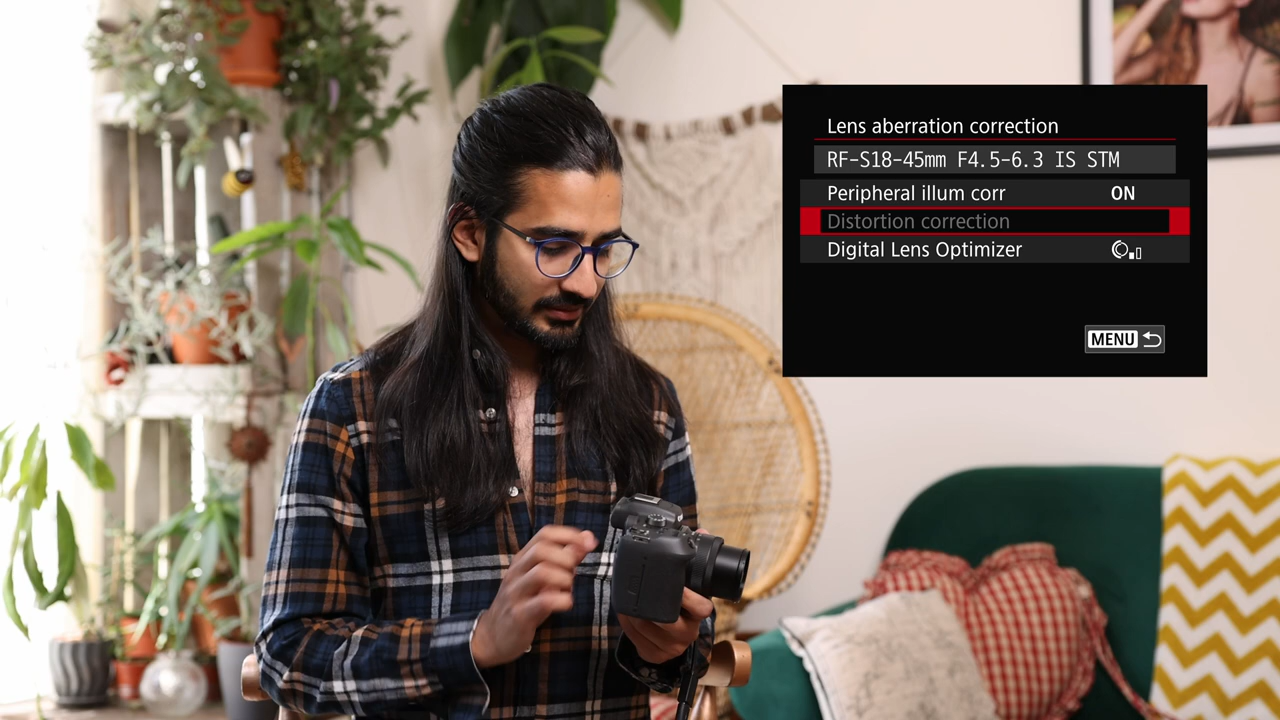 Lens aberration correction
RF-S18-45mm F4.5-6.3 IS STM
Peripheral illum corr ON
Distortion correction
Digital Lens Optimizer
MENU